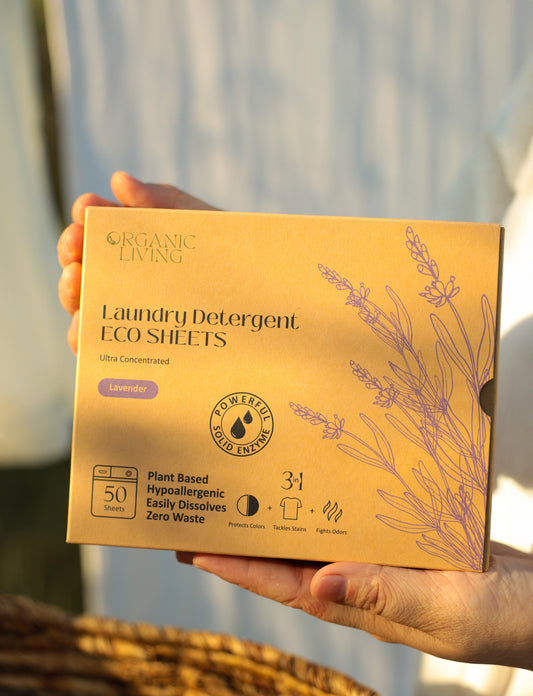 ORGANIC
LIVING
Laundry Detergent
ECO SHEETS
Ultra Concentrated
Lavender
POWERFUL
SOLID ENZYME
50
Sheets
Plant Based
Hypoallergenic
Easily Dissolves
Zero Waste
3in1
Protects Colors + Tackles Stains + Fights Odors